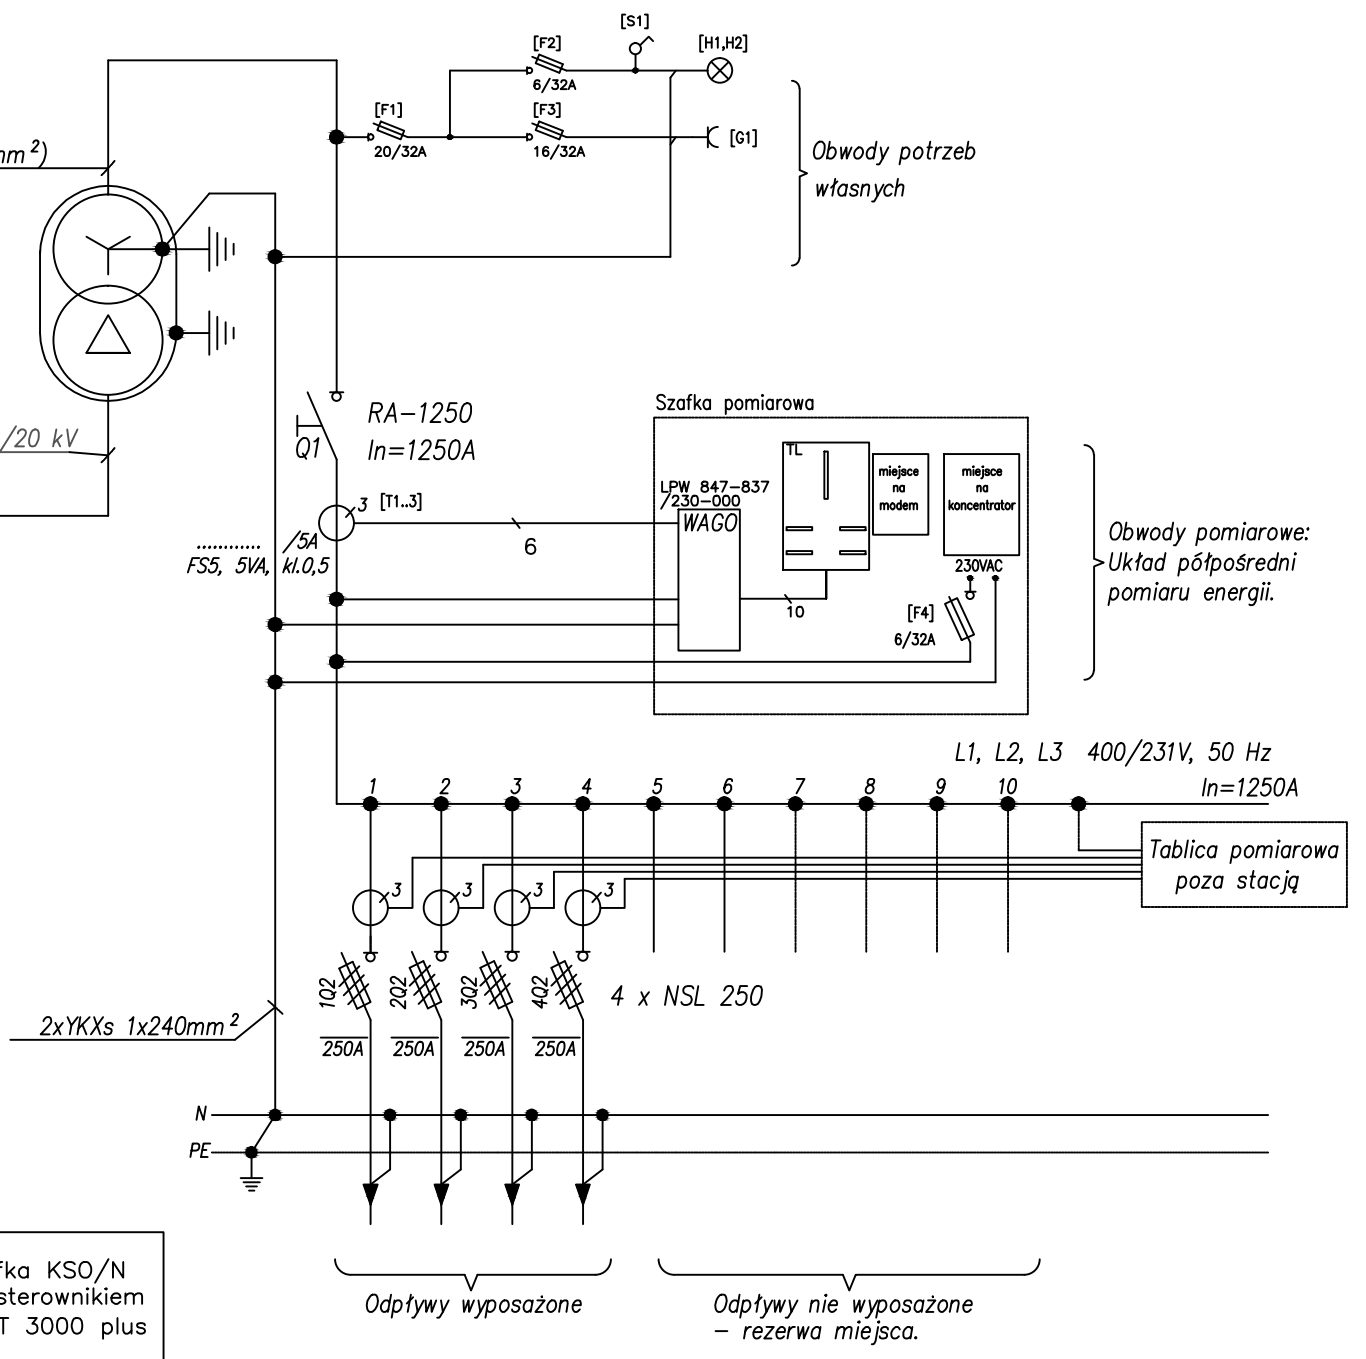 [S1]
[F2]
[H1,H2]
6/32A
[F1]
[F3]
20/32A
16/32A
[G1]
Obwody potrzeb
własnych
mm²)
/20 kV
RA-1250
Q1
In=1250A
Szafka pomiarowa
TL
LPW 847-837
/230-000
WAGO
miejsce
na
modem
miejsce
na
koncentrator
230VAC
3
[T1..3]
6
............ /5A
FS5, 5VA, kl.0,5
10
[F4]
6/32A
Obwody pomiarowe:
Układ półpośredni
pomiaru energii.
L1, L2, L3 400/231V, 50 Hz
In=1250A
1 2 3 4 5 6 7 8 9 10
Tablica pomiarowa
poza stacją
3 3 3 3
1Q2 2Q2 3Q2 4Q2
4 x NSL 250
250A 250A 250A 250A
2xYKXs 1x240mm²
N
PE
fka KSO/N
sterownikiem
T 3000 plus
Odpływy wyposażone
Odpływy nie wyposażone
- rezerwa miejsca.